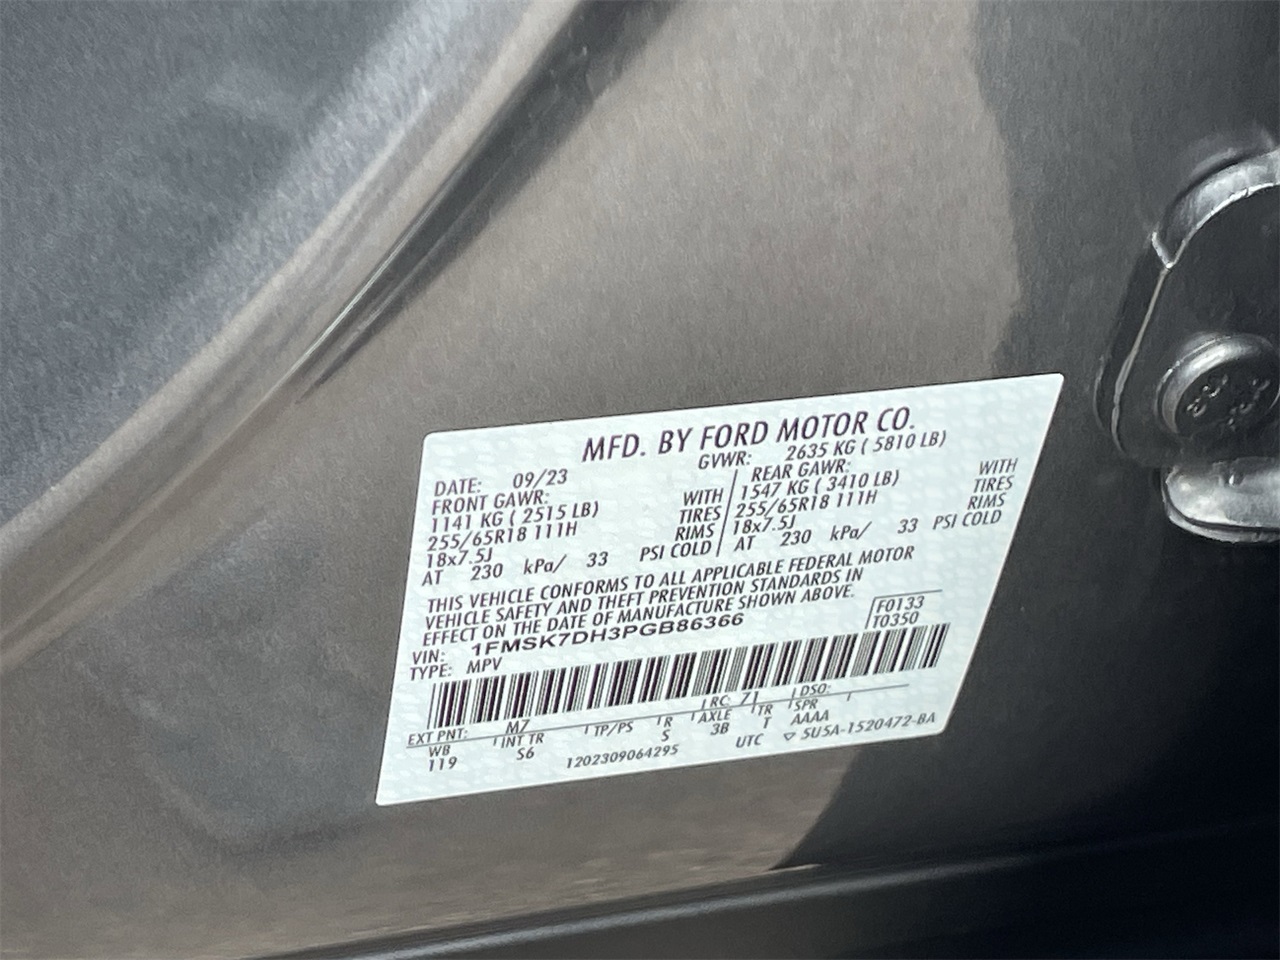 MFD. BY FORD MOTOR CO.
DATE: 09/23 GVWR: 2635 KG ( 5810 LB)
FRONT GAWR: REAR GAWR:
1141 KG ( 2515 LB) WITH 1547 KG ( 3410 LB) WITH
255/65R18 111H TIRES 255/65R18 111H TIRES
18x7.5J RIMS 18x7.5J RIMS
AT 230 kPa/ 33 PSI COLD AT 230 kPa/ 33 PSI COLD
THIS VEHICLE CONFORMS TO ALL APPLICABLE FEDERAL MOTOR
VEHICLE SAFETY AND THEFT PREVENTION STANDARDS IN
EFFECT ON THE DATE OF MANUFACTURE SHOWN ABOVE.
F0133
T0350
VIN: 1FMSK7DH3PGB86366
TYPE: MPV
EXT PNT: M7 RC: 71 DSO:
WB INT TR TP/PS R AXLE TR SPR
119 S6 S 3B T AAAA
1202309064295 UTC ▽ 5U5A-1520472-BA